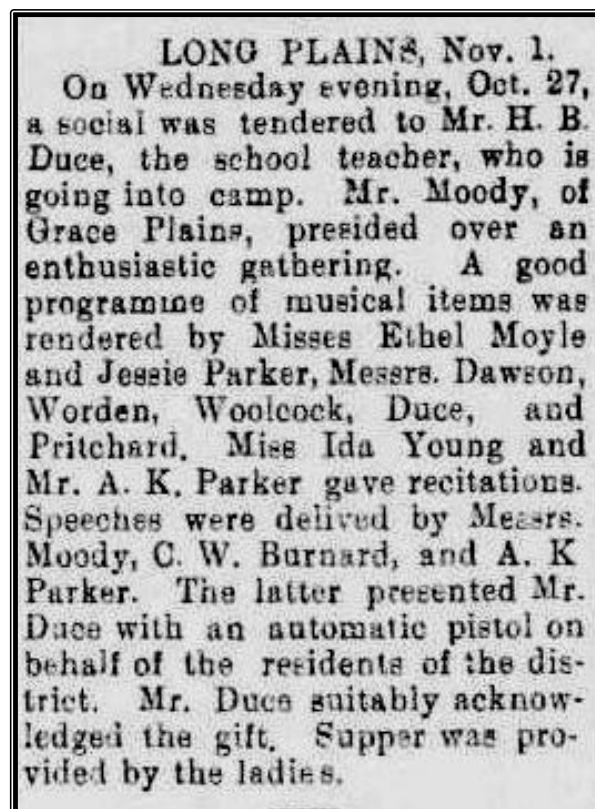 LONG PLAINS, Nov. 1.
On Wednesday evening, Oct. 27,
a social was tendered to Mr. H. B.
Duce, the school teacher, who is
going into camp. Mr. Moody, of
Grace Plains, presided over an
enthusiastic gathering. A good
programme of musical items was
rendered by Misses Ethel Moyle
and Jessie Parker, Messrs. Dawson,
Worden, Woolcock, Duce, and
Pritchard. Miss Ida Young and
Mr. A. K. Parker gave recitations.
Speeches were delived by Messrs.
Moody, C. W. Burnard, and A. K
Parker. The latter presented Mr.
Duce with an automatic pistol on
behalf of the residents of the dis-
trict. Mr. Duce suitably acknow-
ledged the gift. Supper was pro-
vided by the ladies.